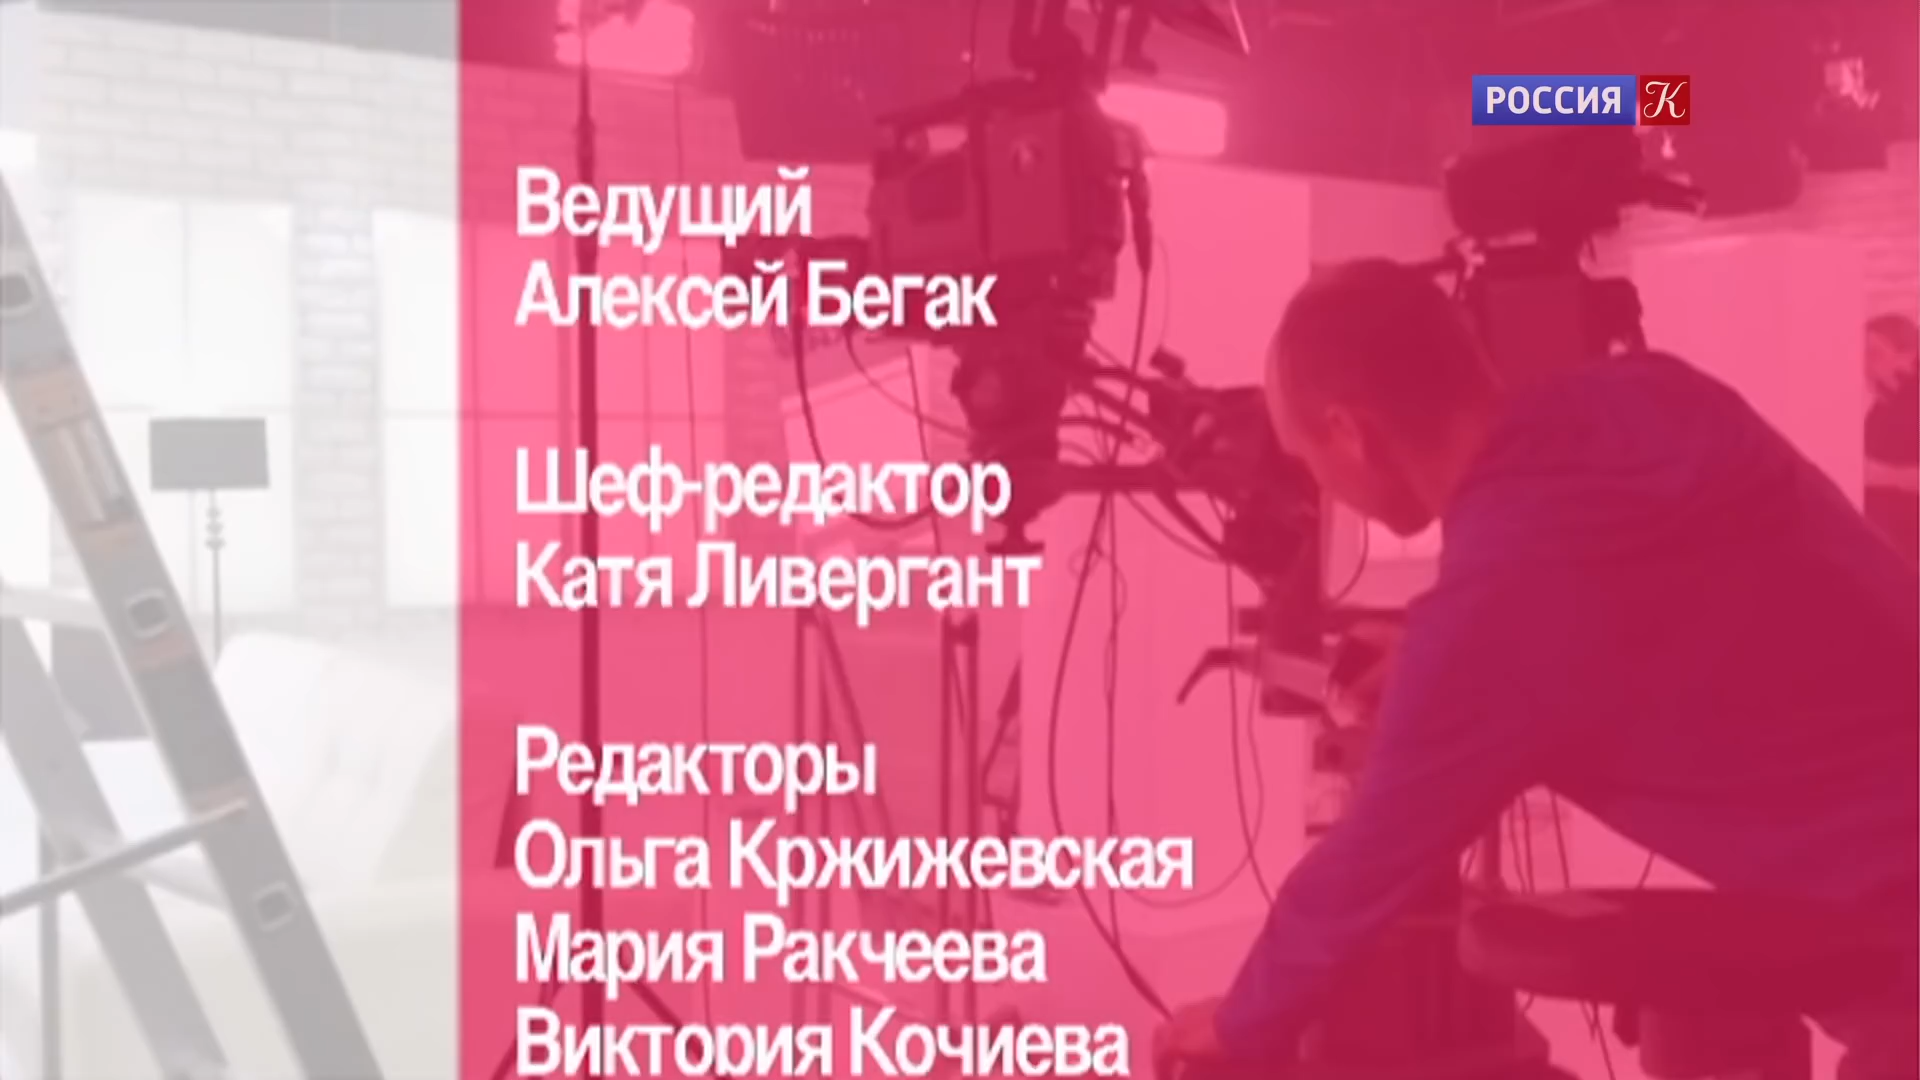 РОССИЯ К
Ведущий
Алексей Бегак
Шеф-редактор
Катя Ливергант
Редакторы
Ольга Кржижевская
Мария Ракчеева
Виктория Кочиева